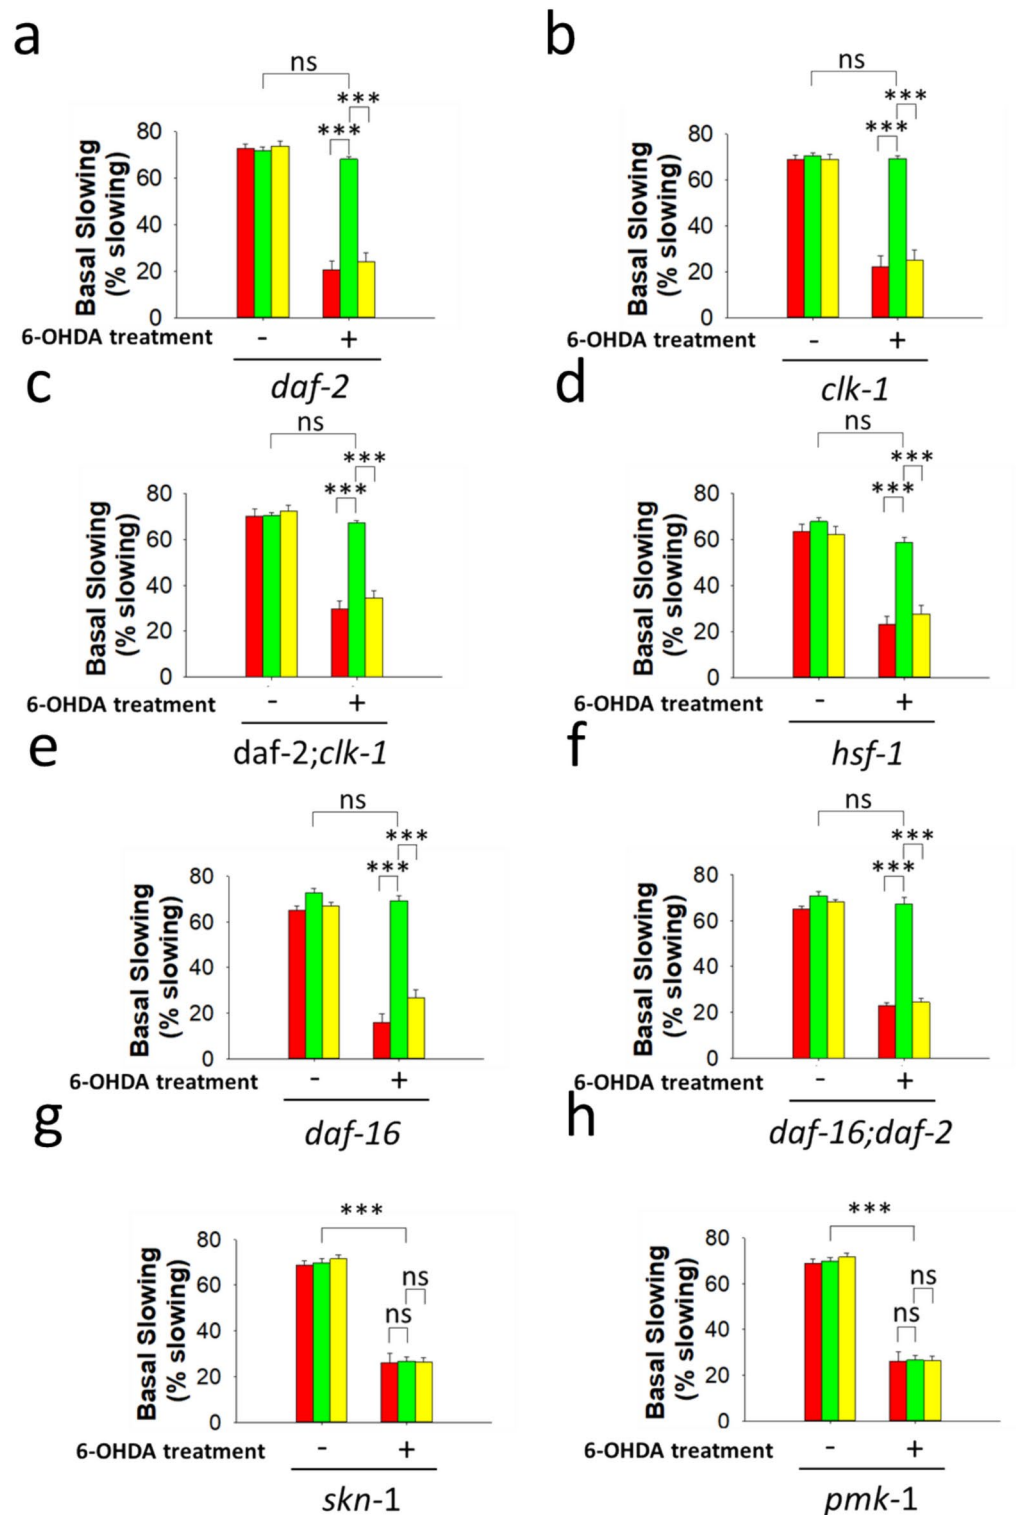 a
ns
***
***
80
60
40
20
0
Basal Slowing
(% slowing)
6-OHDA treatment - +
daf-2
b
ns
***
***
80
60
40
20
0
Basal Slowing
(% slowing)
6-OHDA treatment - +
clk-1
c
ns
***
***
80
60
40
20
0
Basal Slowing
(% slowing)
6-OHDA treatment - +
daf-2;clk-1
d
ns
***
***
80
60
40
20
0
Basal Slowing
(% slowing)
6-OHDA treatment - +
hsf-1
e
ns
***
***
80
60
40
20
0
Basal Slowing
(% slowing)
6-OHDA treatment - +
daf-16
f
ns
***
***
80
60
40
20
0
Basal Slowing
(% slowing)
6-OHDA treatment - +
daf-16;daf-2
g
***
ns
ns
80
60
40
20
0
Basal Slowing
(% slowing)
6-OHDA treatment - +
skn-1
h
***
ns
ns
80
60
40
20
0
Basal Slowing
(% slowing)
6-OHDA treatment - +
pmk-1